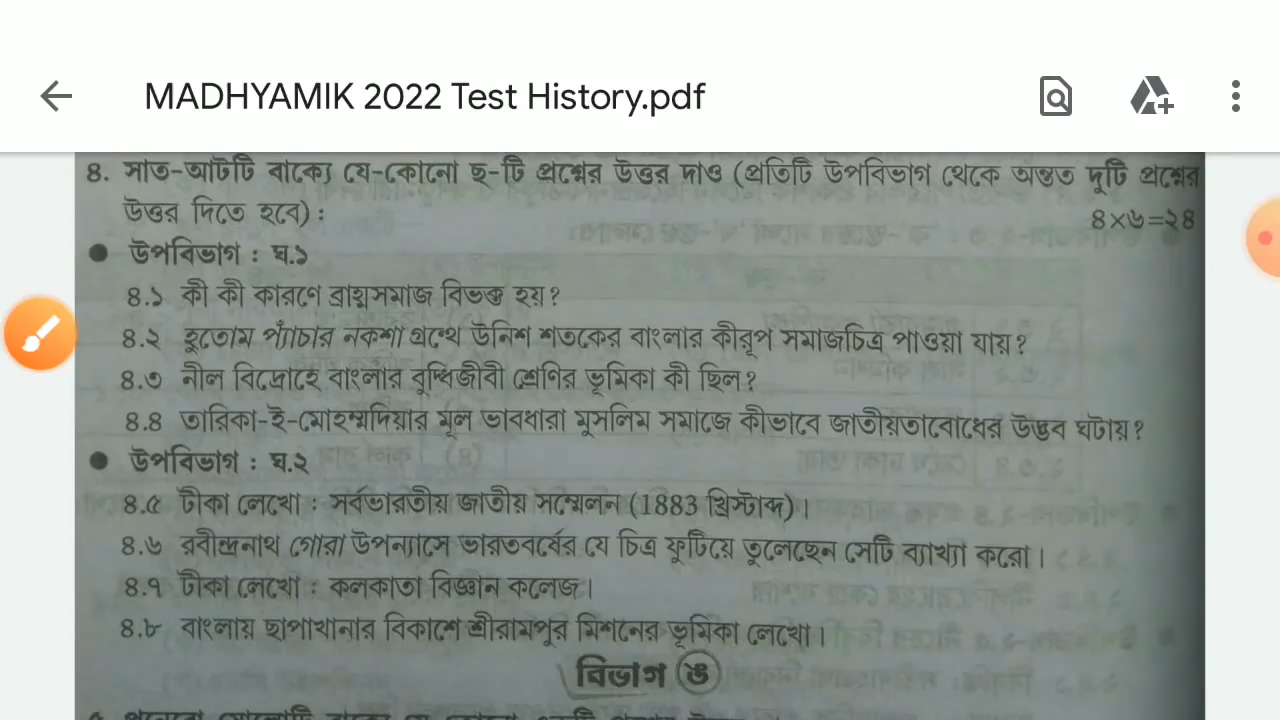 MADHYAMIK 2022 Test History.pdf
৪. সাত-আটটি বাক্যে যে-কোনো ছ-টি প্রশ্নের উত্তর দাও (প্রতিটি উপবিভাগ থেকে অন্তত দুটি প্রশ্নের
উত্তর দিতে হবে) : ৪×৬=২৪
● উপবিভাগ : ঘ.১
৪.১ কী কী কারণে ব্রাহ্মসমাজ বিভক্ত হয়?
৪.২ হুতোম প্যাঁচার নকশা গ্রন্থে উনিশ শতকের বাংলার কীরূপ সমাজচিত্র পাওয়া যায়?
৪.৩ নীল বিদ্রোহে বাংলার বুদ্ধিজীবী শ্রেণির ভূমিকা কী ছিল?
৪.৪ তারিকা-ই-মোহম্মদিয়ার মূল ভাবধারা মুসলিম সমাজে কীভাবে জাতীয়তাবোধের উদ্ভব ঘটায়?
● উপবিভাগ : ঘ.২
৪.৫ টীকা লেখো : সর্বভারতীয় জাতীয় সম্মেলন (1883 খ্রিস্টাব্দ)।
৪.৬ রবীন্দ্রনাথ গোরা উপন্যাসে ভারতবর্ষের যে চিত্র ফুটিয়ে তুলেছেন সেটি ব্যাখ্যা করো।
৪.৭ টীকা লেখো : কলকাতা বিজ্ঞান কলেজ।
৪.৮ বাংলায় ছাপাখানার বিকাশে শ্রীরামপুর মিশনের ভূমিকা লেখো।
বিভাগ ঙ